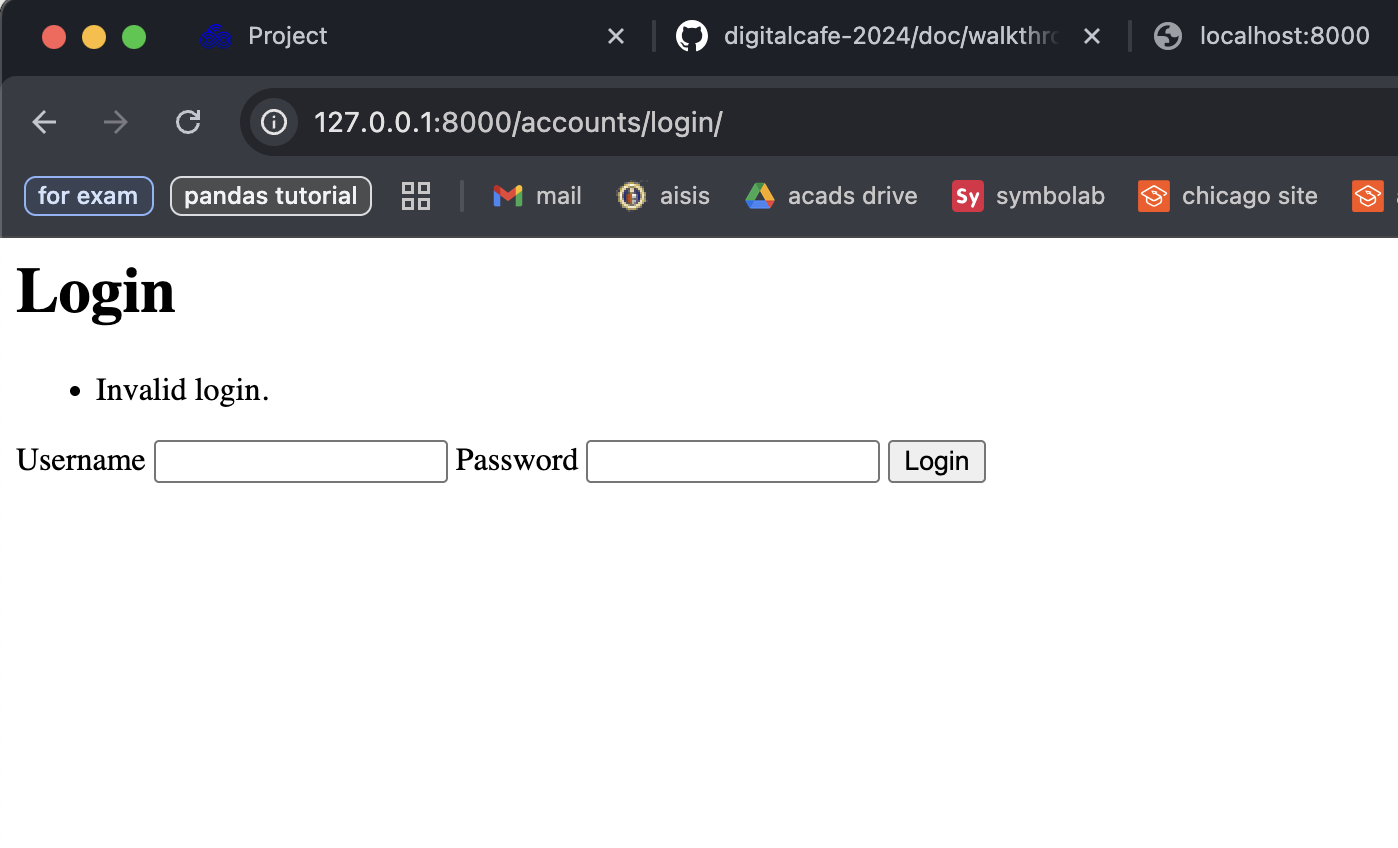 Project
digitalcafe-2024/doc/walkthro
localhost:8000
127.0.0.1:8000/accounts/login/
for exam pandas tutorial mail aisis acads drive Sy symbolab chicago site
Login
• Invalid login.
Username Password Login